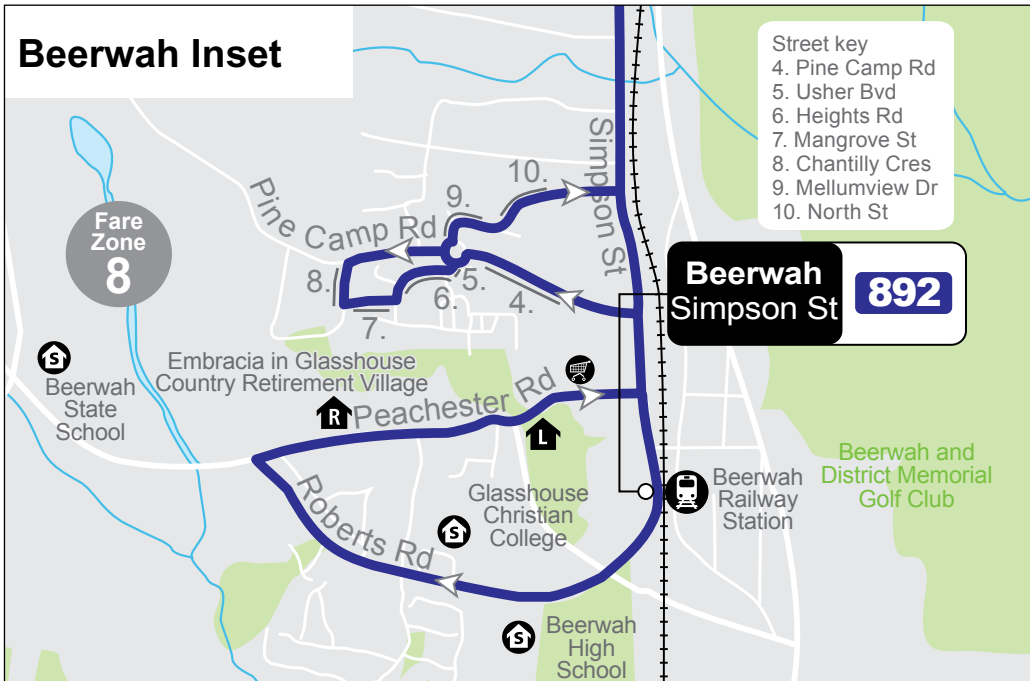 Beerwah Inset
Street key
4. Pine Camp Rd
5. Usher Bvd
6. Heights Rd
7. Mangrove St
8. Chantilly Cres
9. Mellumview Dr
10. North St
Simpson St
10.
9.
Pine Camp Rd
Fare
Zone
8
8.
5.
6.
4.
7.
Beerwah
Simpson St
892
S
Beerwah
State
School
Embracia in Glasshouse
Country Retirement Village
R
Peachester Rd
L
Roberts Rd
Glasshouse
Christian
College
S
Beerwah
Railway
Station
Beerwah and
District Memorial
Golf Club
S
Beerwah
High
School